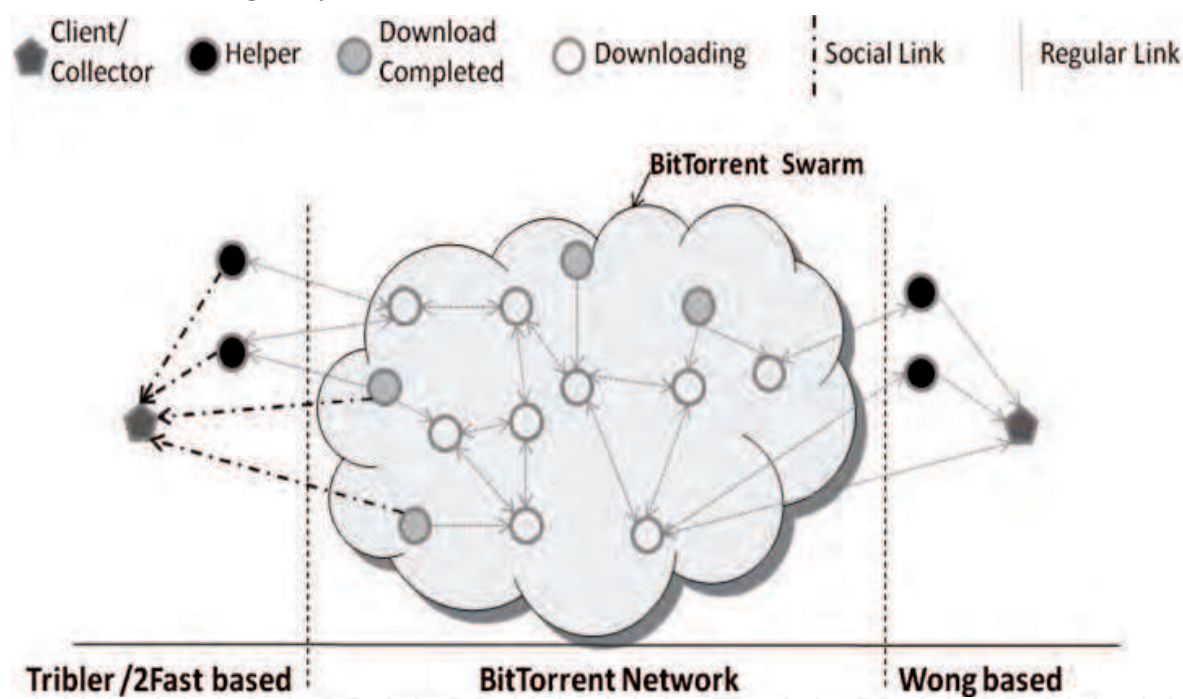 Client/
Collector
Helper
Download
Completed
Downloading
Social Link
Regular Link
BitTorrent Swarm
Tribler /2Fast based
BitTorrent Network
Wong based